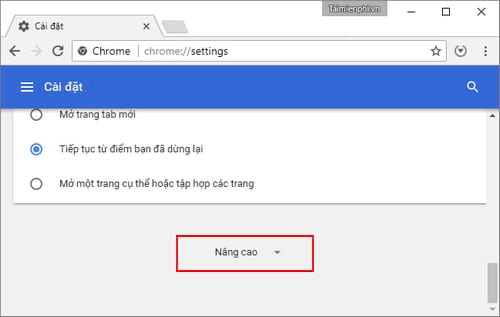 Taimienphi.vn
Cài đặt
Chrome chrome://settings
Cài đặt
Mở trang tab mới
Tiếp tục từ điểm bạn đã dừng lại
Mở một trang cụ thể hoặc tập hợp các trang
Nâng cao